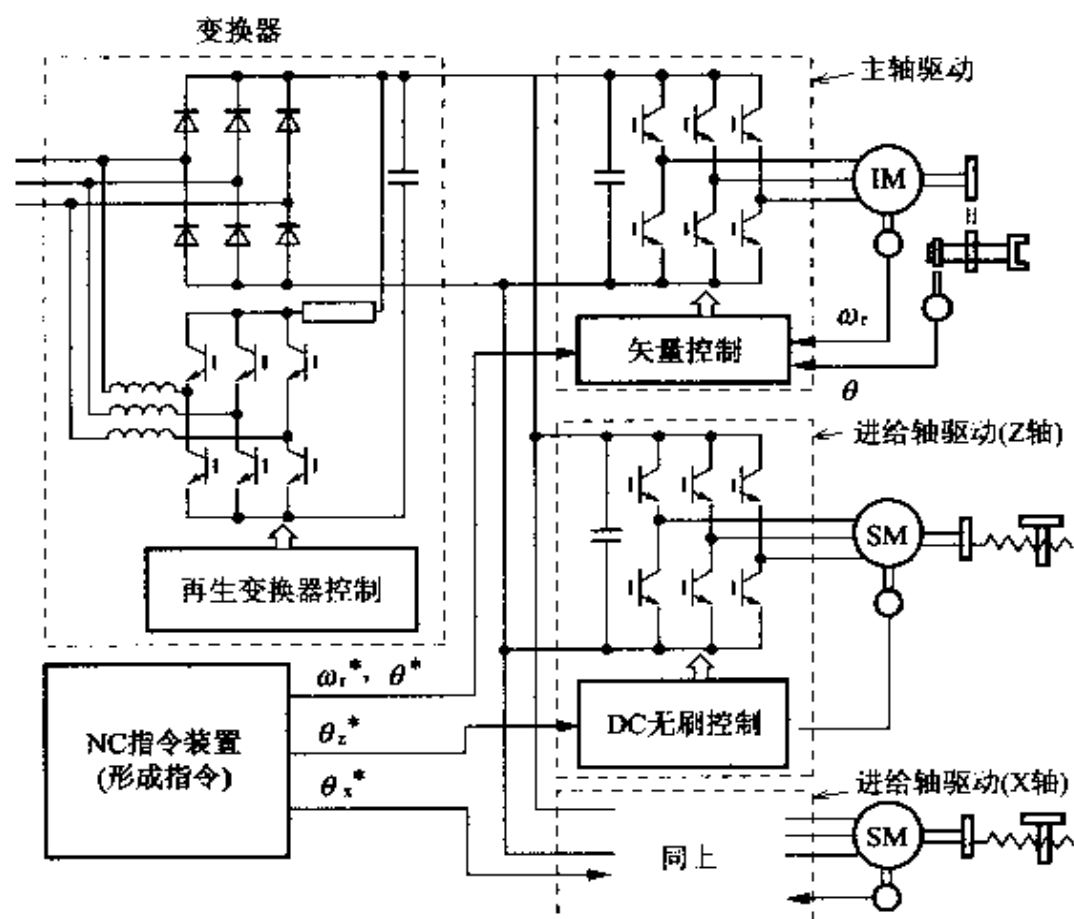 变换器
主轴驱动
IM
矢量控制
ωr
θ
进给轴驱动(Z轴)
SM
再生变换器控制
NC指令装置
(形成指令)
ωr*, θ*
θz*
θx*
DC无刷控制
进给轴驱动(X轴)
同上
SM